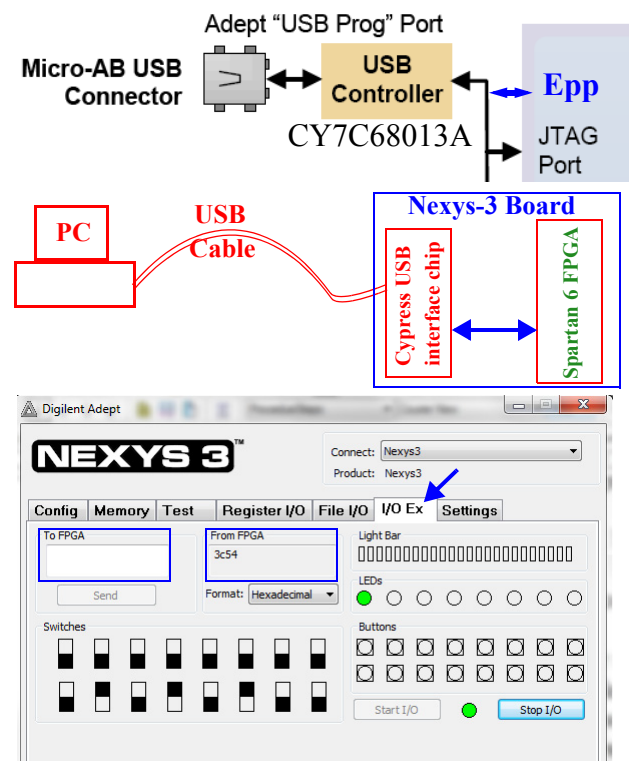 Adept “USB Prog” Port
Micro-AB USB
Connector
USB
Controller
CY7C68013A
Epp
JTAG
Port
PC
USB
Cable
Nexys-3 Board
Cypress USB
interface chip
Spartan 6 FPGA
Digilent Adept
NEXYS 3™
Connect: Nexys3
Product: Nexys3
Config Memory Test Register I/O File I/O I/O Ex Settings
To FPGA
Send
From FPGA
3c54
Format: Hexadecimal
Light Bar
LEDs
Switches
Buttons
Start I/O
Stop I/O